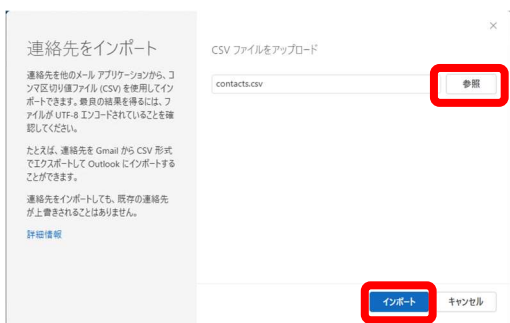 連絡先をインポート
連絡先を他のメール アプリケーションから、コ
ンマ区切り値ファイル (CSV) を使用してイン
ポートできます。最良の結果を得るには、フ
ァイルが UTF-8 エンコードされていることを確
認してください。
たとえば、連絡先を Gmail から CSV 形式
でエクスポートして Outlook にインポートする
ことができます。
連絡先をインポートしても、既存の連絡先
が上書きされることはありません。
詳細情報
CSV ファイルをアップロード
contacts.csv
参照
インポート
キャンセル